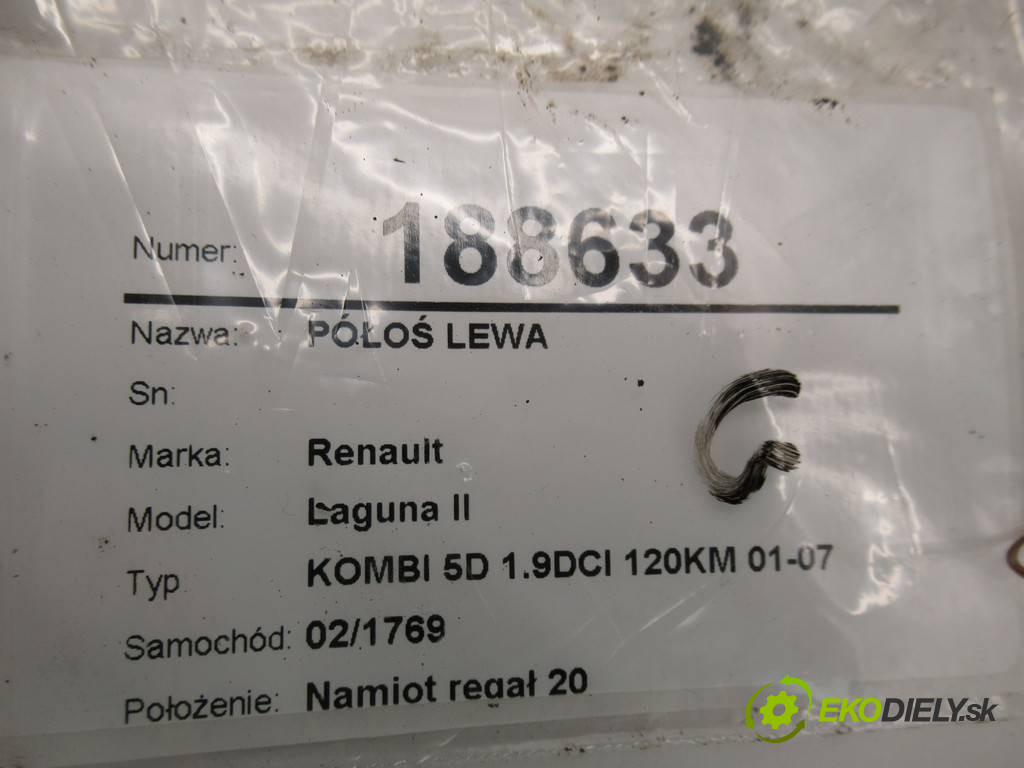 Numer: 188633
Nazwa: PÓŁOŚ LEWA
Sn:
Marka: Renault
Model: Laguna II
Typ KOMBI 5D 1.9DCI 120KM 01-07
Samochód: 02/1769
Położenie: Namiot regał 20
G
EKODIELY.sk